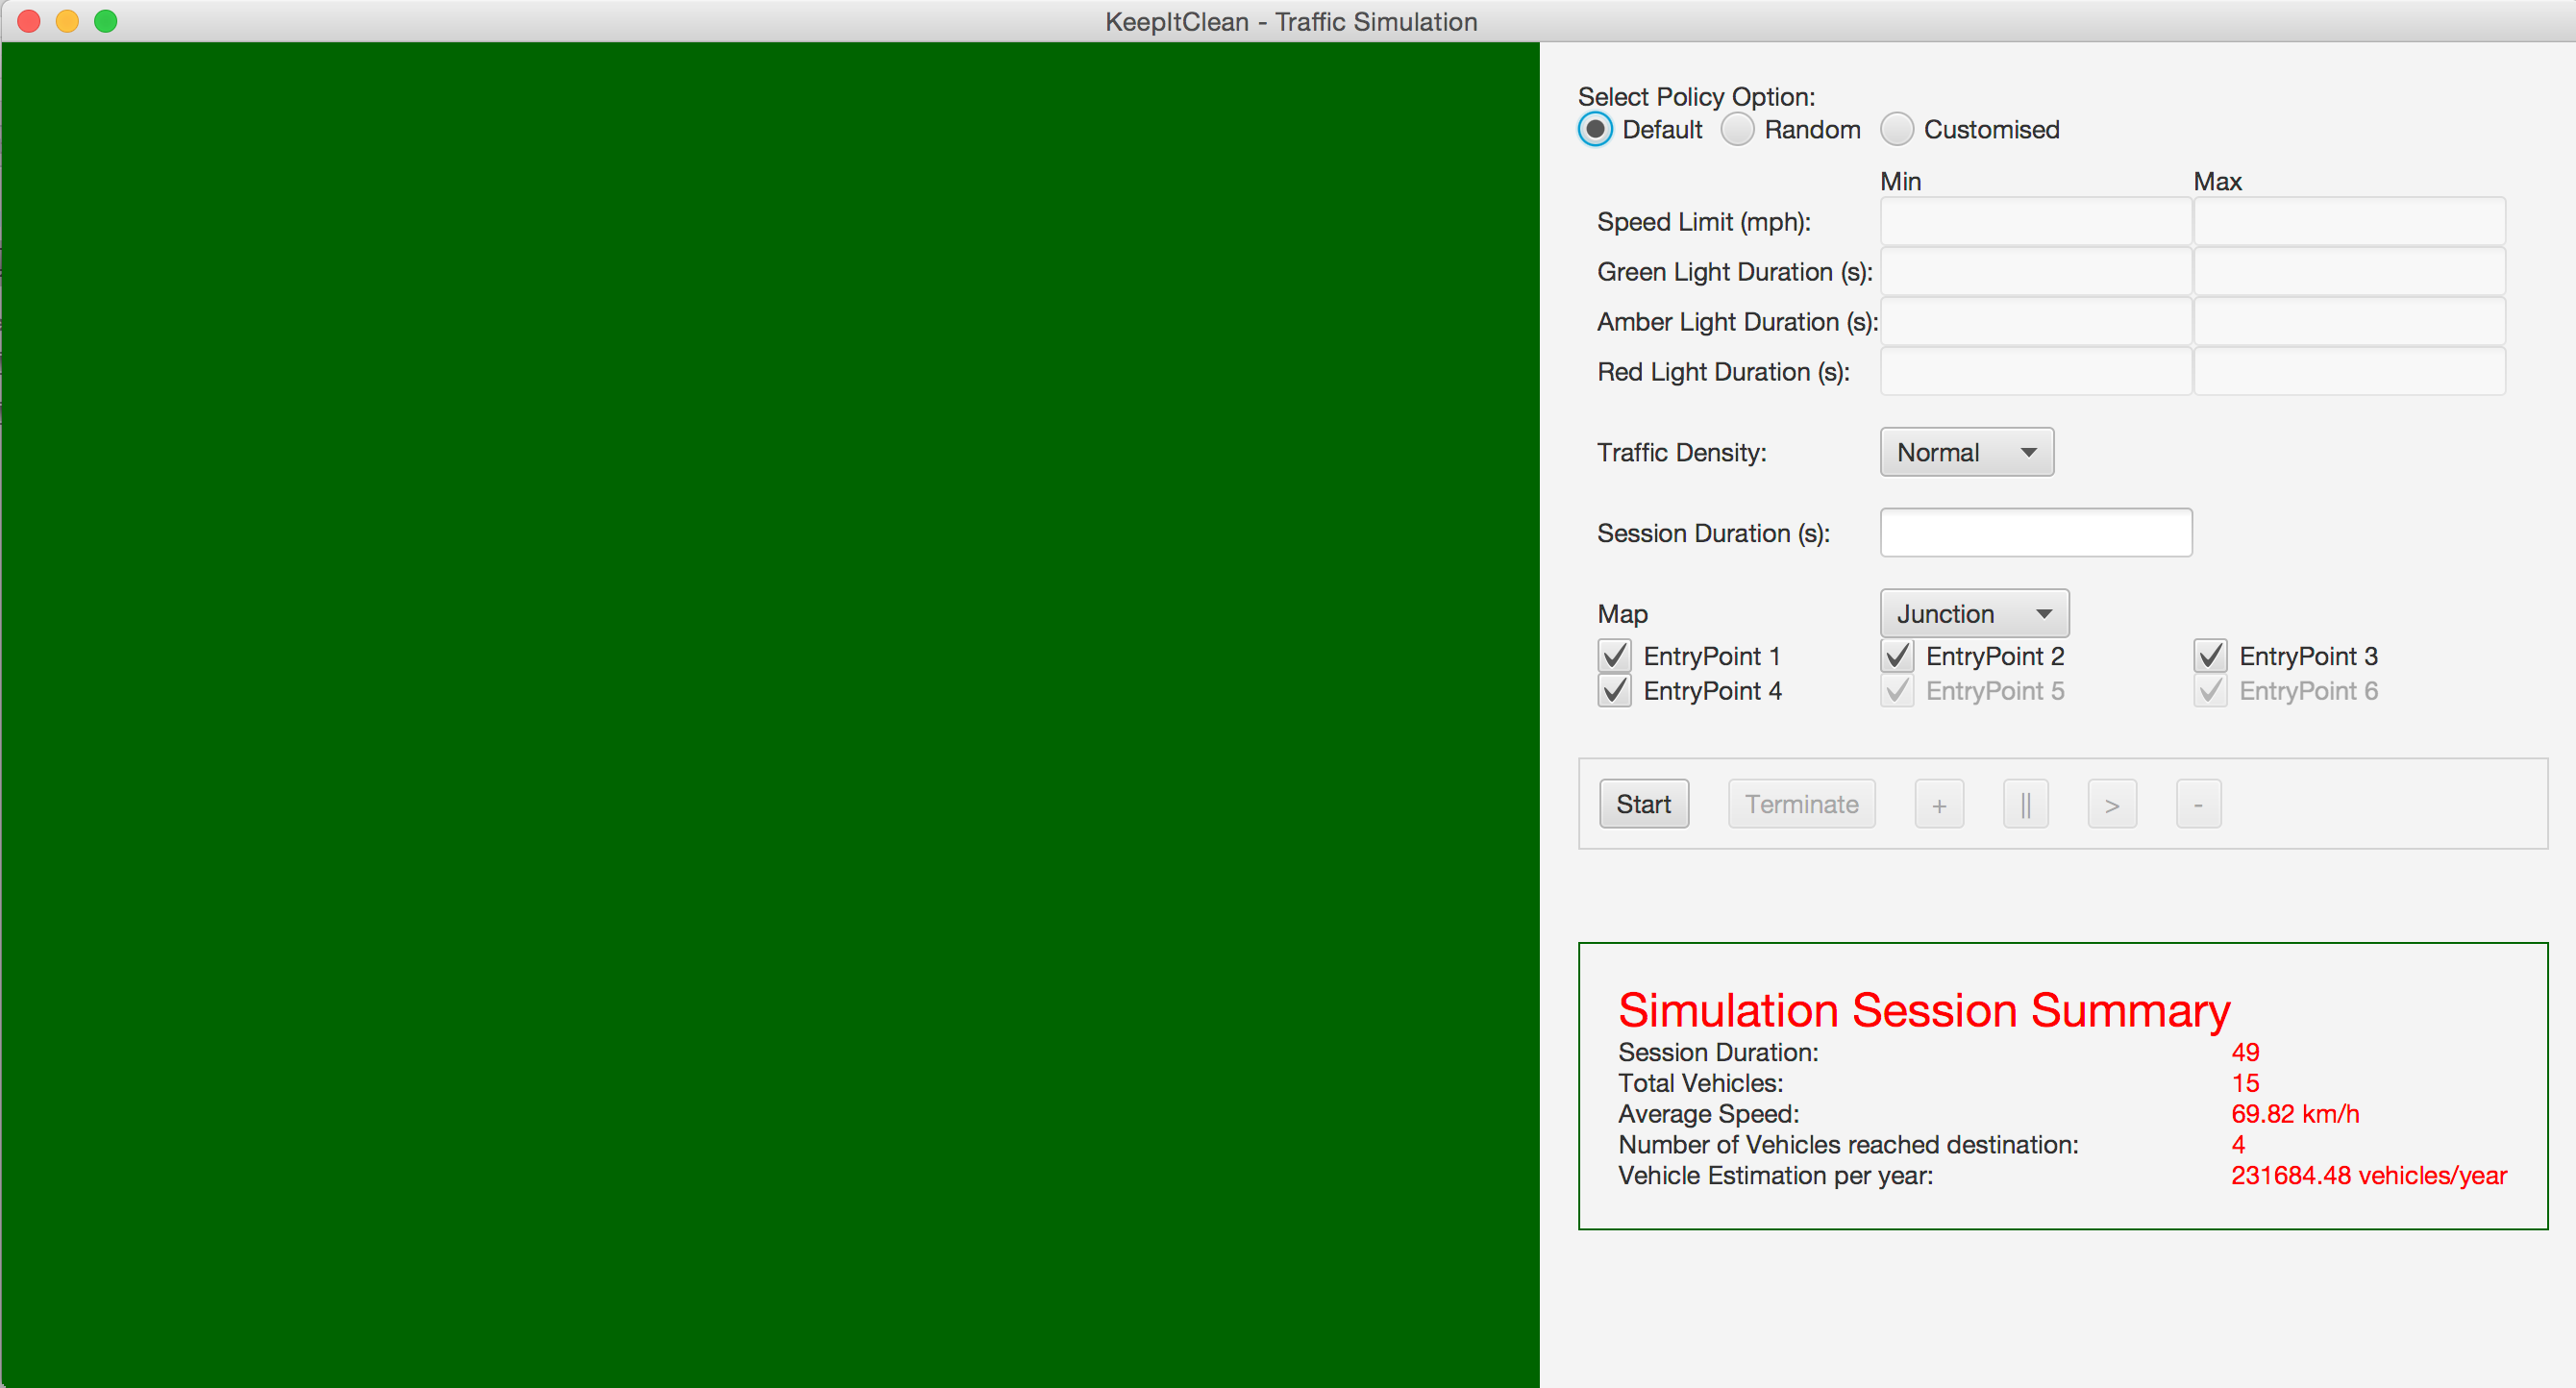 KeepItClean - Traffic Simulation
Select Policy Option:
Default Random Customised
Min Max
Speed Limit (mph):
Green Light Duration (s):
Amber Light Duration (s):
Red Light Duration (s):
Traffic Density: Normal
Session Duration (s):
Map Junction
EntryPoint 1 EntryPoint 2 EntryPoint 3
EntryPoint 4 EntryPoint 5 EntryPoint 6
Start Terminate + || > -
Simulation Session Summary
Session Duration: 49
Total Vehicles: 15
Average Speed: 69.82 km/h
Number of Vehicles reached destination: 4
Vehicle Estimation per year: 231684.48 vehicles/year